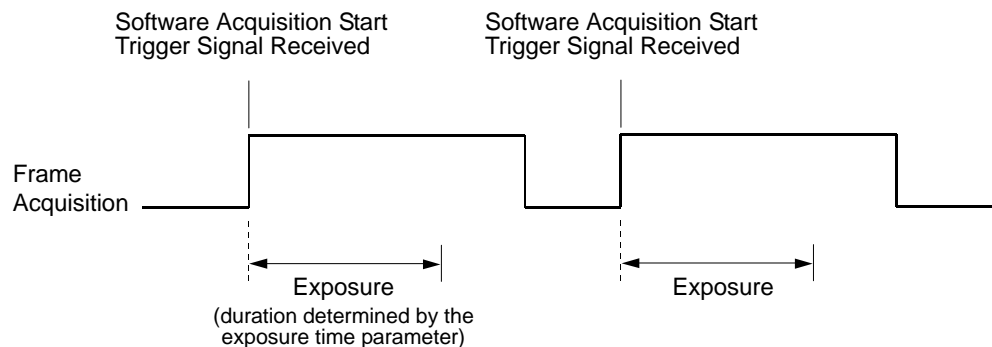 Software Acquisition Start
Trigger Signal Received
Software Acquisition Start
Trigger Signal Received
Frame
Acquisition
Exposure
(duration determined by the
exposure time parameter)
Exposure